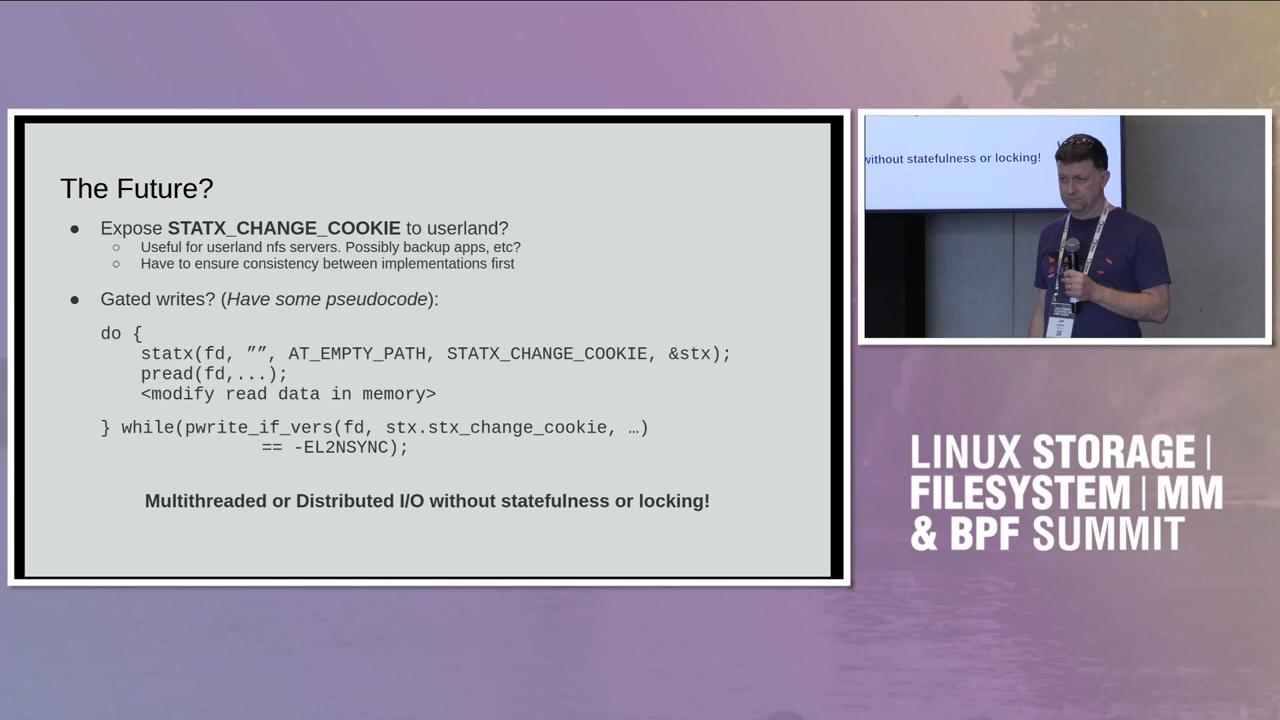 The Future?
● Expose STATX_CHANGE_COOKIE to userland?
○ Useful for userland nfs servers. Possibly backup apps, etc?
○ Have to ensure consistency between implementations first
● Gated writes? (Have some pseudocode):
do {
statx(fd, ””, AT_EMPTY_PATH, STATX_CHANGE_COOKIE, &stx);
pread(fd,...);
<modify read data in memory>
} while(pwrite_if_vers(fd, stx.stx_change_cookie, …)
== -EL2NSYNC);
Multithreaded or Distributed I/O without statefulness or locking!
without statefulness or locking!
LINUX STORAGE |
FILESYSTEM | MM
& BPF SUMMIT